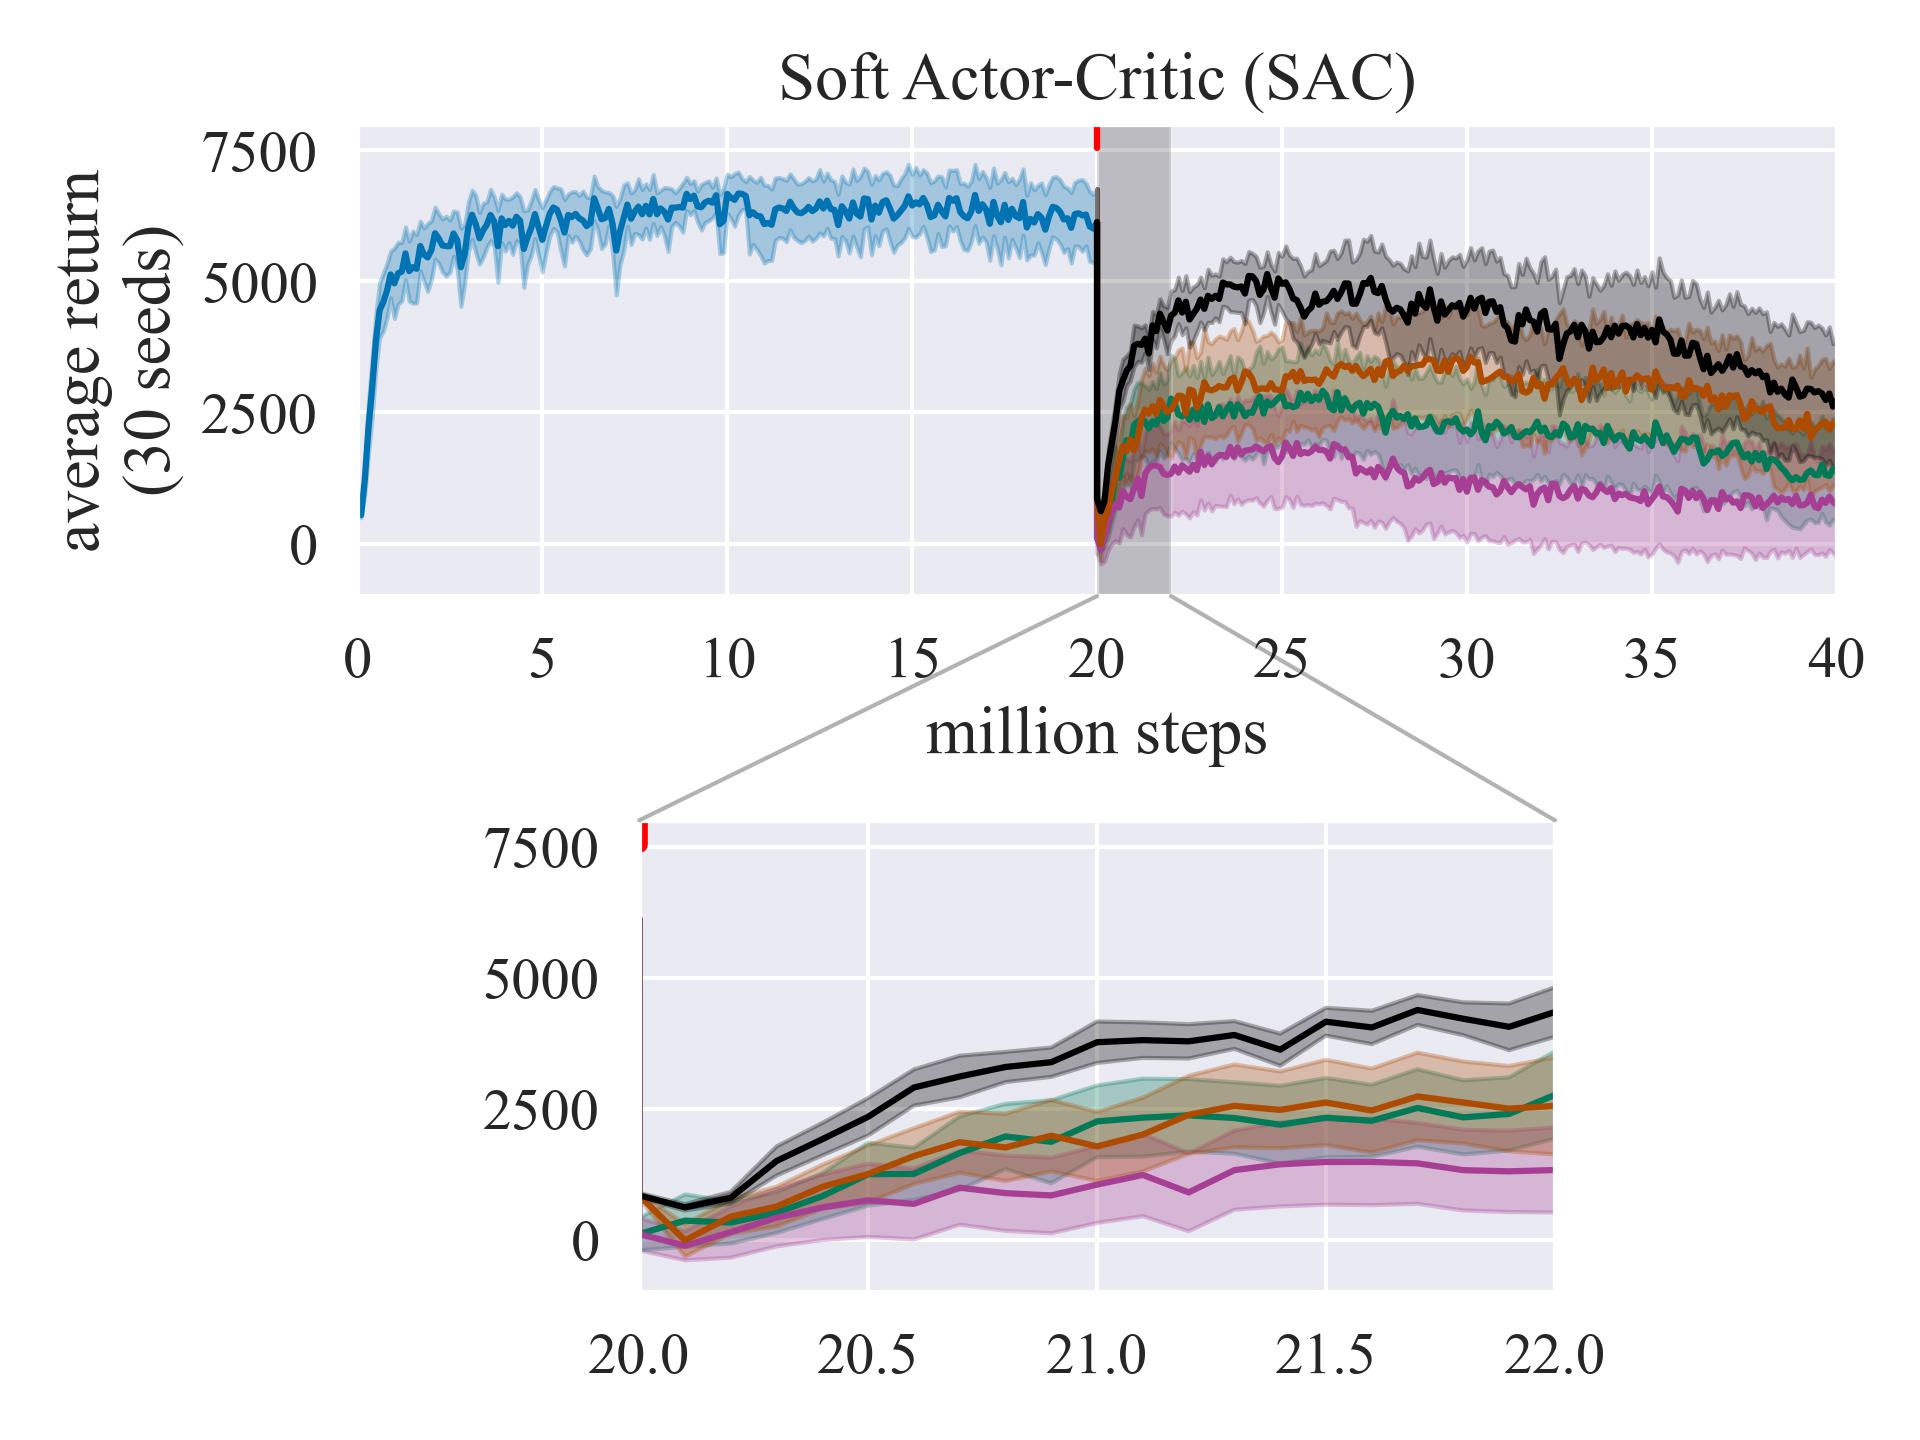 Soft Actor-Critic (SAC)
average return
(30 seeds)
7500
5000
2500
0
0 5 10 15 20 25 30 35 40
million steps
7500
5000
2500
0
20.0 20.5 21.0 21.5 22.0